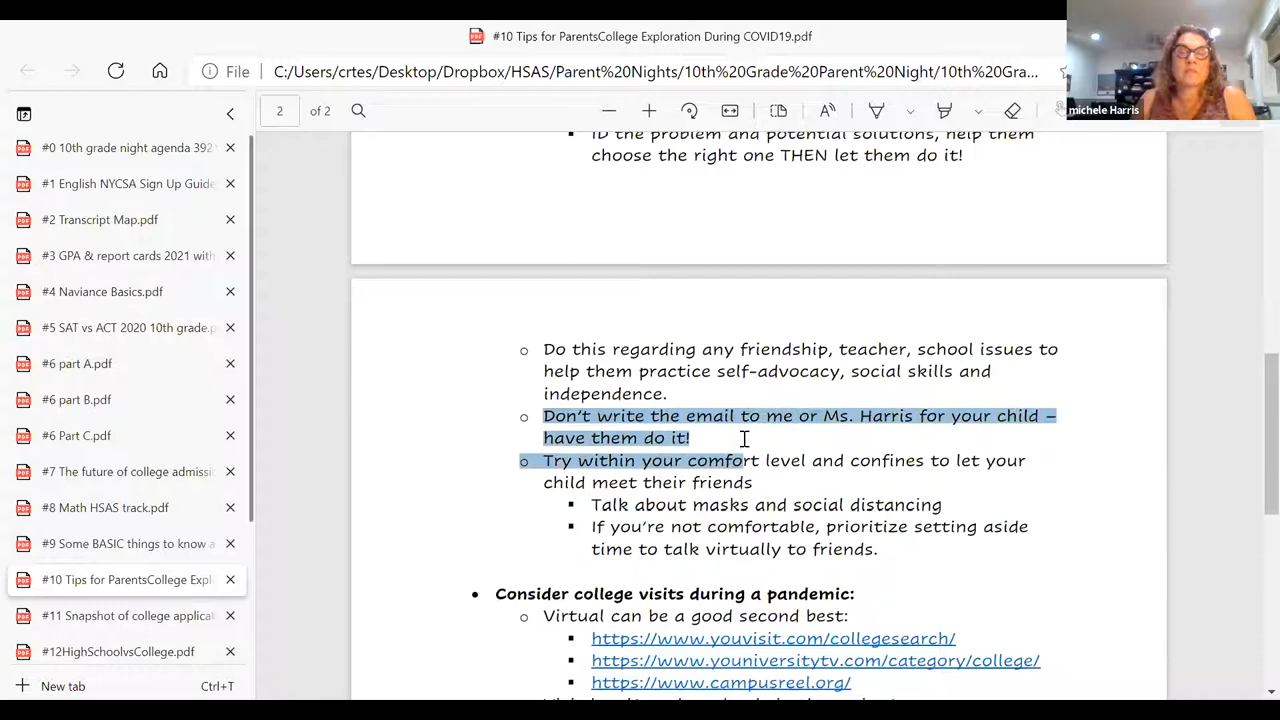 #10 Tips for ParentsCollege Exploration During COVID19.pdf
File
C:/Users/crtes/Desktop/Dropbox/HSAS/Parent%20Nights/10th%20Grade%20Parent%20Night/10th%20Gra...
michele Harris
2 of 2
#0 10th grade night agenda 392
#1 English NYCSA Sign Up Guide
#2 Transcript Map.pdf
#3 GPA & report cards 2021 with
#4 Naviance Basics.pdf
#5 SAT vs ACT 2020 10th grade.p
#6 part A.pdf
#6 part B.pdf
#6 Part C.pdf
#7 The future of college admissi
#8 Math HSAS track.pdf
#9 Some BASIC things to know a
#10 Tips for ParentsCollege Expl
#11 Snapshot of college applica
#12HighSchoolvsCollege.pdf
New tab Ctrl+T
ID the problem and potential solutions, help them
choose the right one THEN let them do it!
Do this regarding any friendship, teacher, school issues to
help them practice self-advocacy, social skills and
independence.
Don't write the email to me or Ms. Harris for your child –
have them do it!
Try within your comfort level and confines to let your
child meet their friends
Talk about masks and social distancing
If you're not comfortable, prioritize setting aside
time to talk virtually to friends.
Consider college visits during a pandemic:
Virtual can be a good second best:
https://www.youvisit.com/collegesearch/
https://www.youniversitytv.com/category/college/
https://www.campusreel.org/